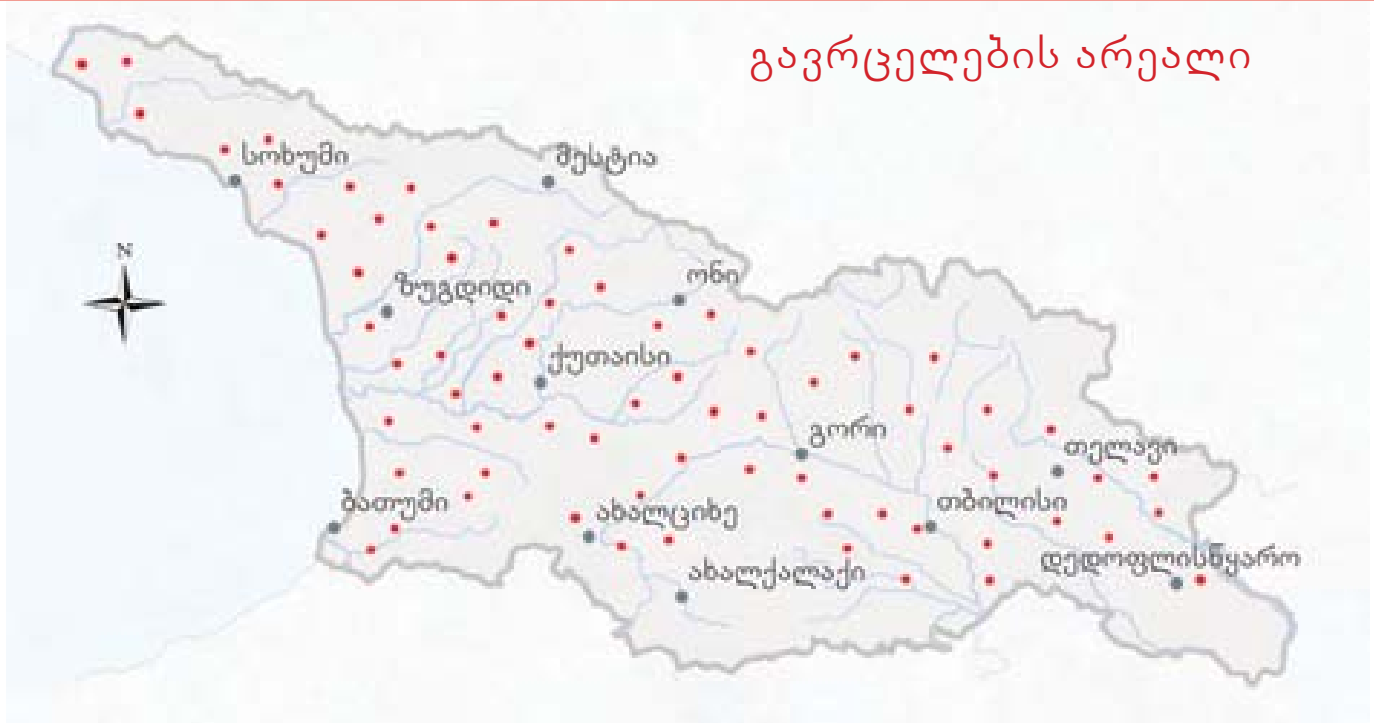 გავრცელების არეალი
სოხუმი
მესტია
N
ზუგდიდი
ონი
ქუთაისი
გორი
თელავი
ბათუმი
ახალციხე
თბილისი
ახალქალაქი
დედოფლისწყარო